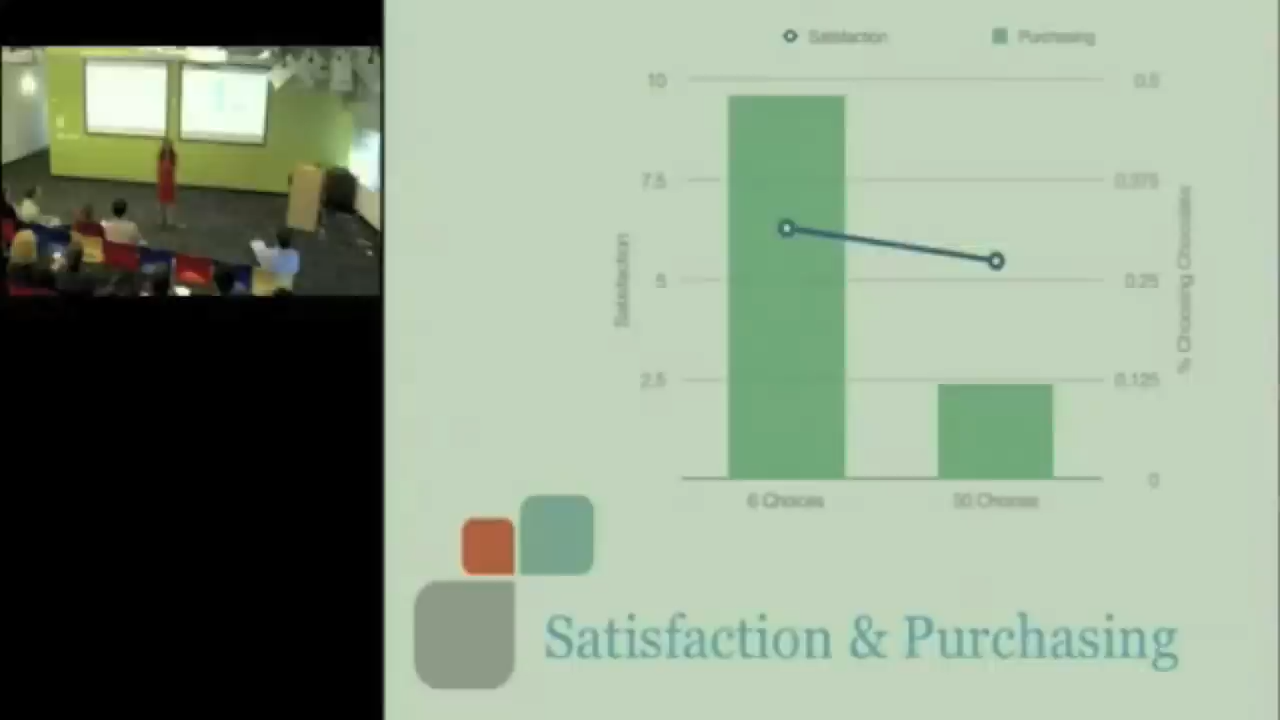 Satisfaction
Purchasing
10
0.5
7.5
0.375
Satisfaction
% Choosing Chocolates
5
0.25
2.5
0.125
0
6 Choices
30 Choices
Satisfaction & Purchasing